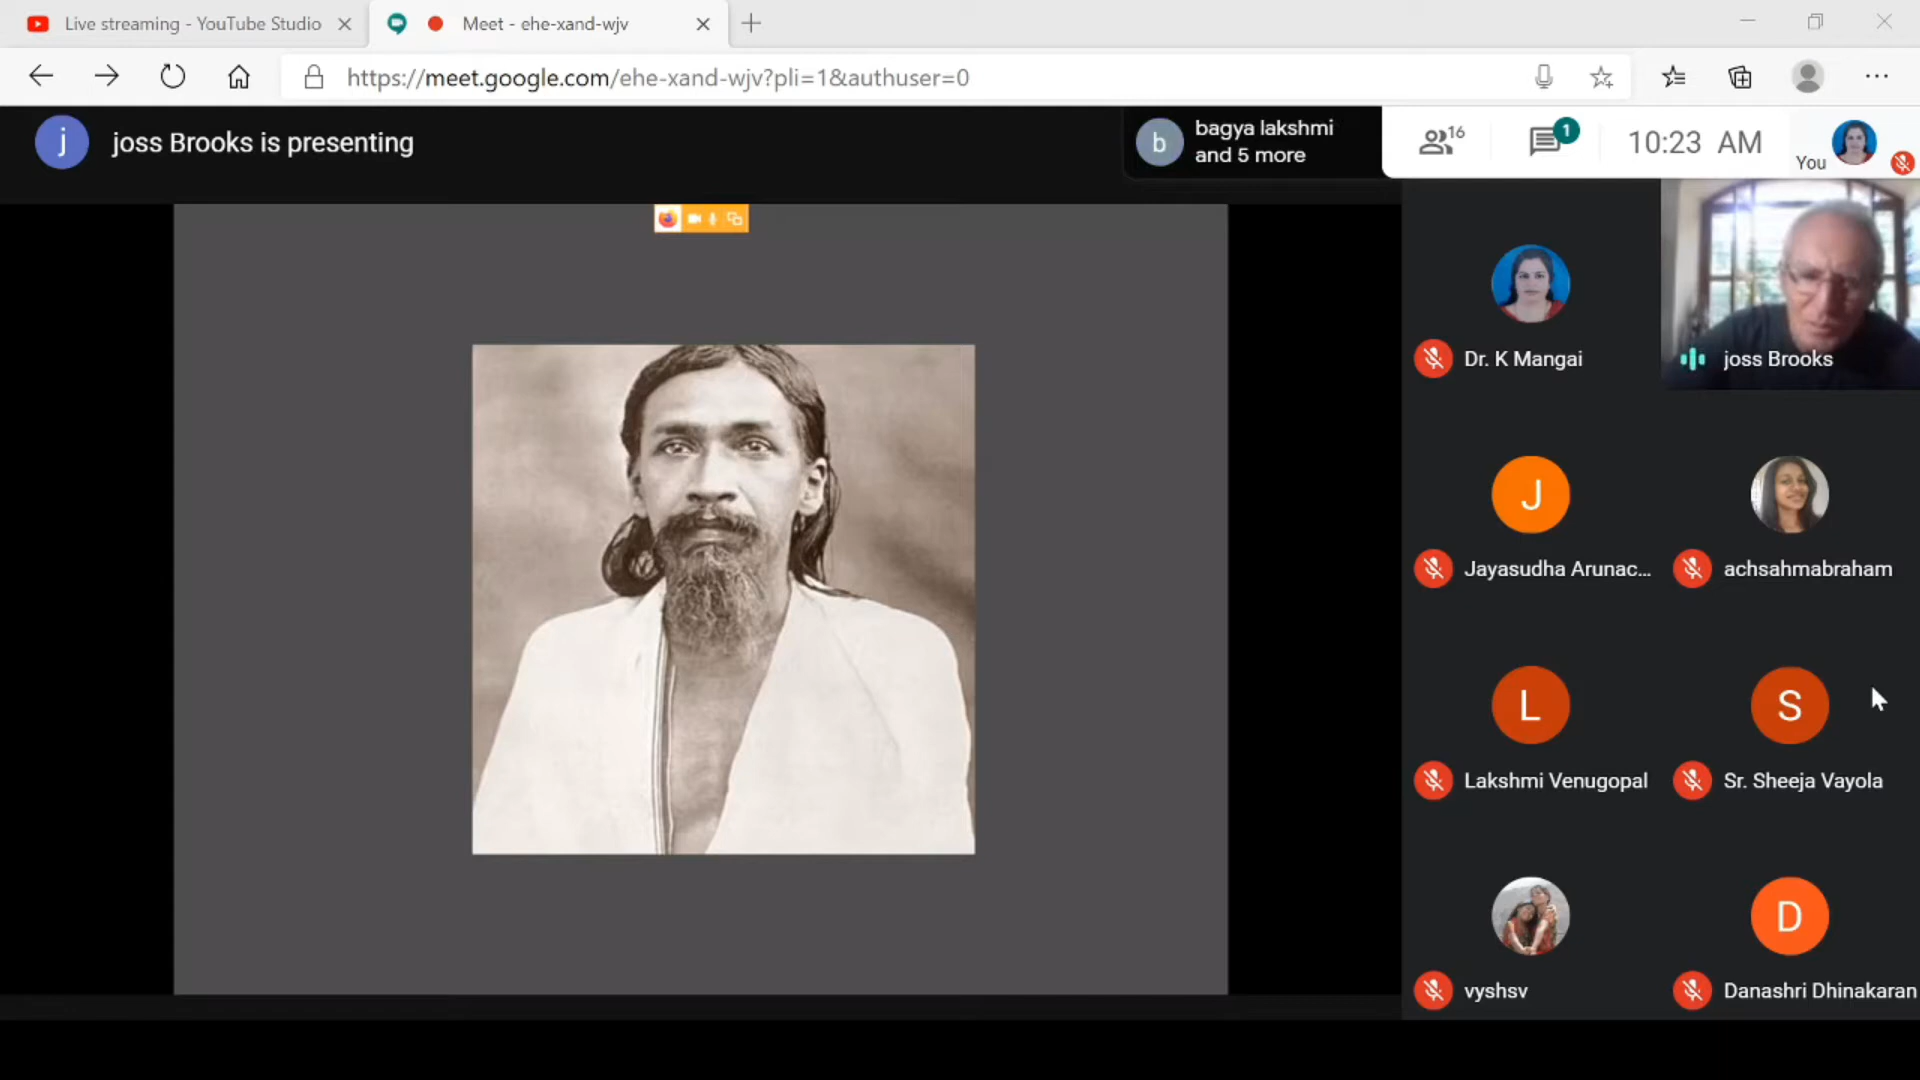 Live streaming - YouTube Studio
Meet - ehe-xand-wjv
https://meet.google.com/ehe-xand-wjv?pli=1&authuser=0
j
joss Brooks is presenting
b
bagya lakshmi
and 5 more
16
1
10:23 AM
You
Dr. K Mangai
joss Brooks
J
Jayasudha Arunac...
achsahmabraham
L
Lakshmi Venugopal
S
Sr. Sheeja Vayola
vyshsv
D
Danashri Dhinakaran